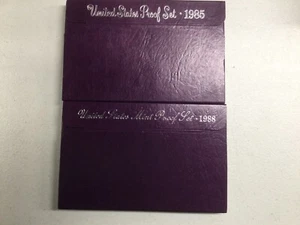 United States Proof Set • 1985
United States Mint Proof Set • 1988